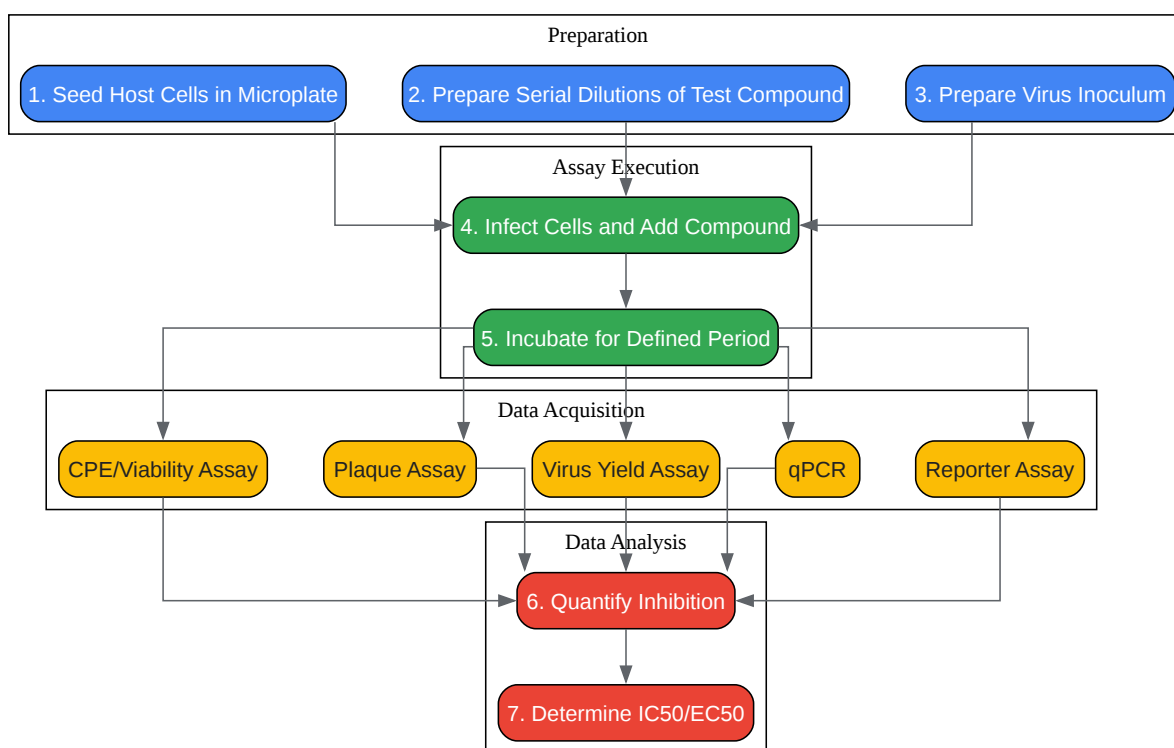 Preparation
1. Seed Host Cells in Microplate
2. Prepare Serial Dilutions of Test Compound
3. Prepare Virus Inoculum
Assay Execution
4. Infect Cells and Add Compound
5. Incubate for Defined Period
Data Acquisition
CPE/Viability Assay
Plaque Assay
Virus Yield Assay
qPCR
Reporter Assay
Data Analysis
6. Quantify Inhibition
7. Determine IC50/EC50